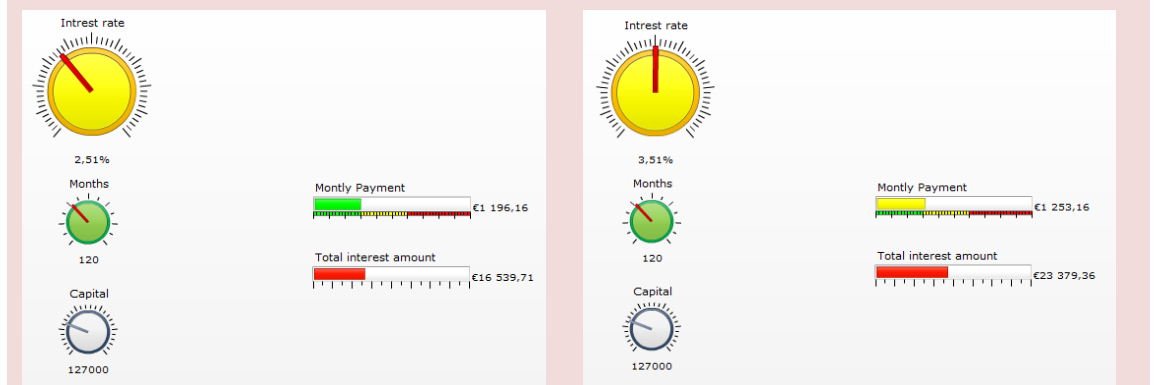 Intrest rate
2,51%
Months
120
Capital
127000
Montly Payment
€1 196,16
Total interest amount
€16 539,71
Intrest rate
3,51%
Months
120
Capital
127000
Montly Payment
€1 253,16
Total interest amount
€23 379,36